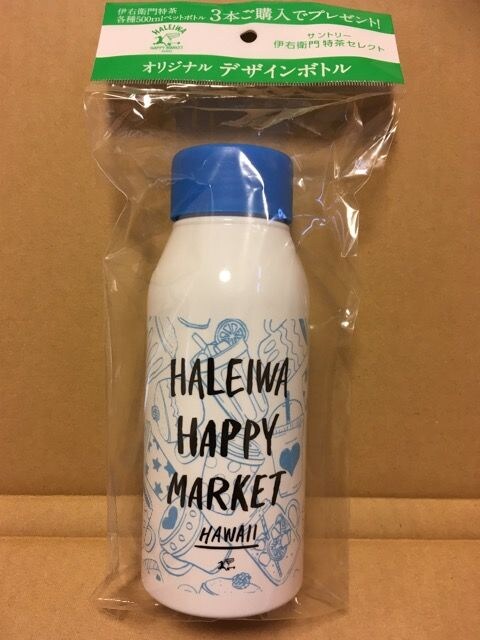 伊右衛門特茶
各種500mlペットボトル
HALEIWA
HAPPY MARKET
3本ご購入でプレゼント!
サントリー
伊右衛門 特茶セレクト
オリジナル デザインボトル
HALEIWA
HAPPY
MARKET
HAWAII